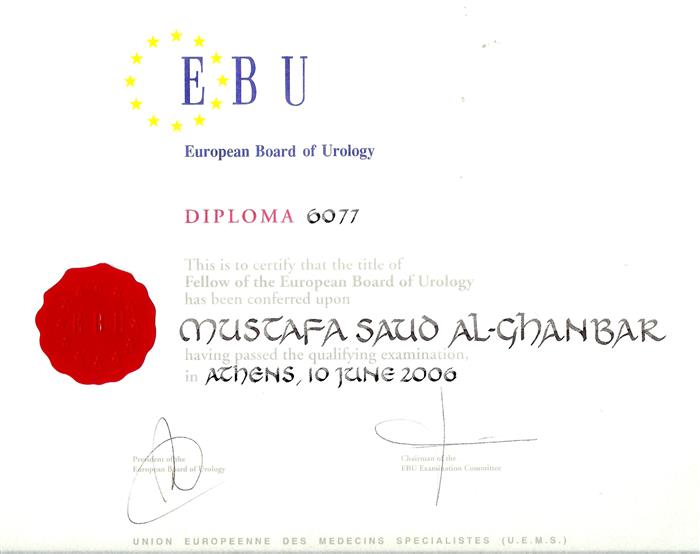 EBU
European Board of Urology
DIPLOMA 6077
This is to certify that the title of
Fellow of the European Board of Urology
has been conferred upon
MUSTAFA SAUD AL-GHANBAR
having passed the qualifying examination,
in ATHENS, 10 JUNE 2006
EBU
President of the
European Board of Urology
Chairman of the
EBU Examination Committee
UNION EUROPEENNE DES MEDECINS SPECIALISTES (U.E.M.S.)